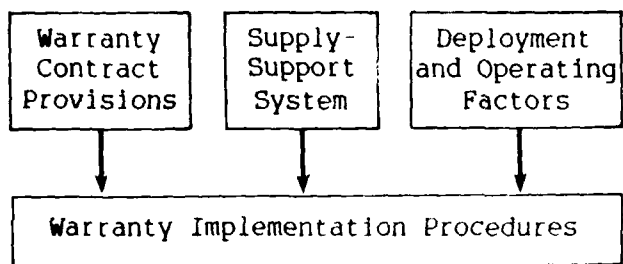 Warranty
Contract
Provisions
Supply-
Support
System
Deployment
and Operating
Factors
Warranty Implementation Procedures